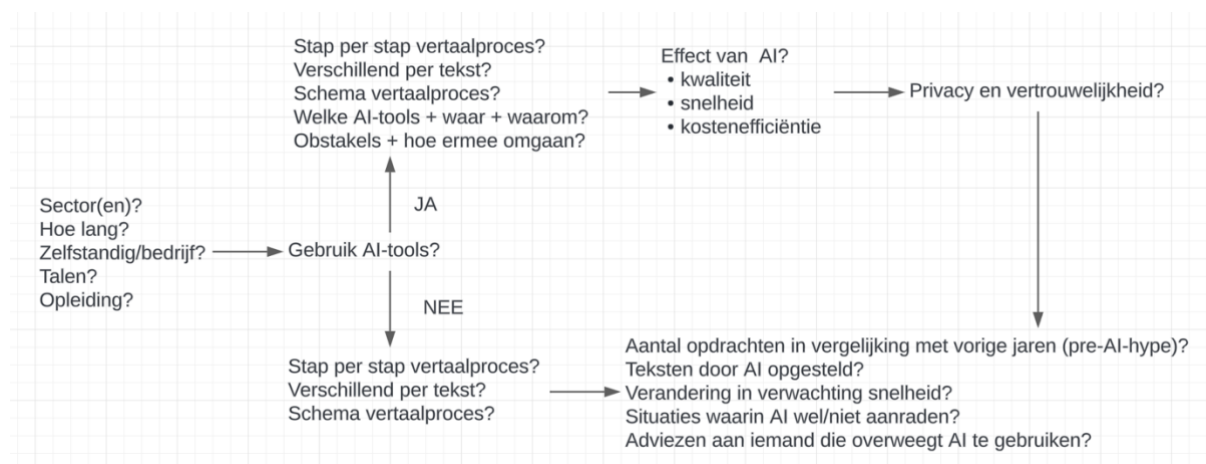 Stap per stap vertaalproces?
Verschillend per tekst?
Schema vertaalproces?
Welke AI-tools + waar + waarom?
Obstakels + hoe ermee omgaan?
Effect van AI?
• kwaliteit
• snelheid
• kostenefficiëntie
Privacy en vertrouwelijkheid?
Sector(en)?
Hoe lang?
Zelfstandig/bedrijf?
Talen?
Opleiding?
JA
Gebruik AI-tools?
NEE
Stap per stap vertaalproces?
Verschillend per tekst?
Schema vertaalproces?
Aantal opdrachten in vergelijking met vorige jaren (pre-AI-hype)?
Teksten door AI opgesteld?
Verandering in verwachting snelheid?
Situaties waarin AI wel/niet aanraden?
Adviezen aan iemand die overweegt AI te gebruiken?